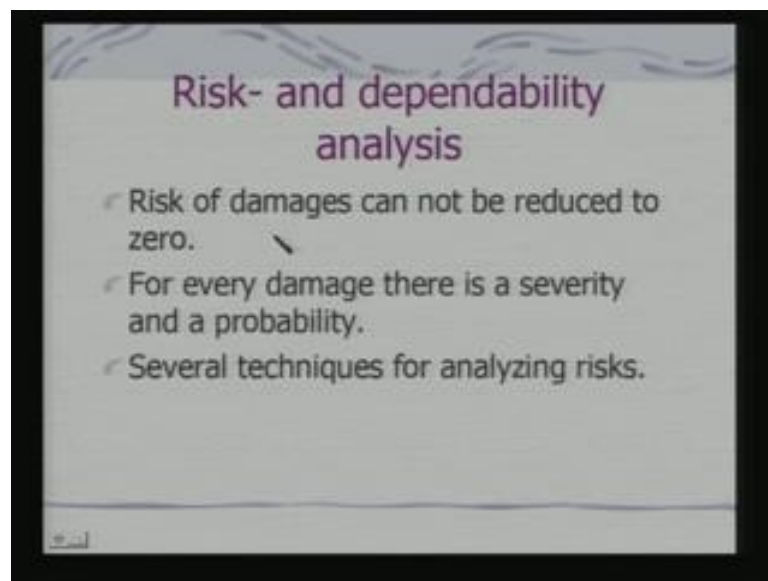 Risk- and dependability
analysis
Risk of damages can not be reduced to
zero.
For every damage there is a severity
and a probability.
Several techniques for analyzing risks.